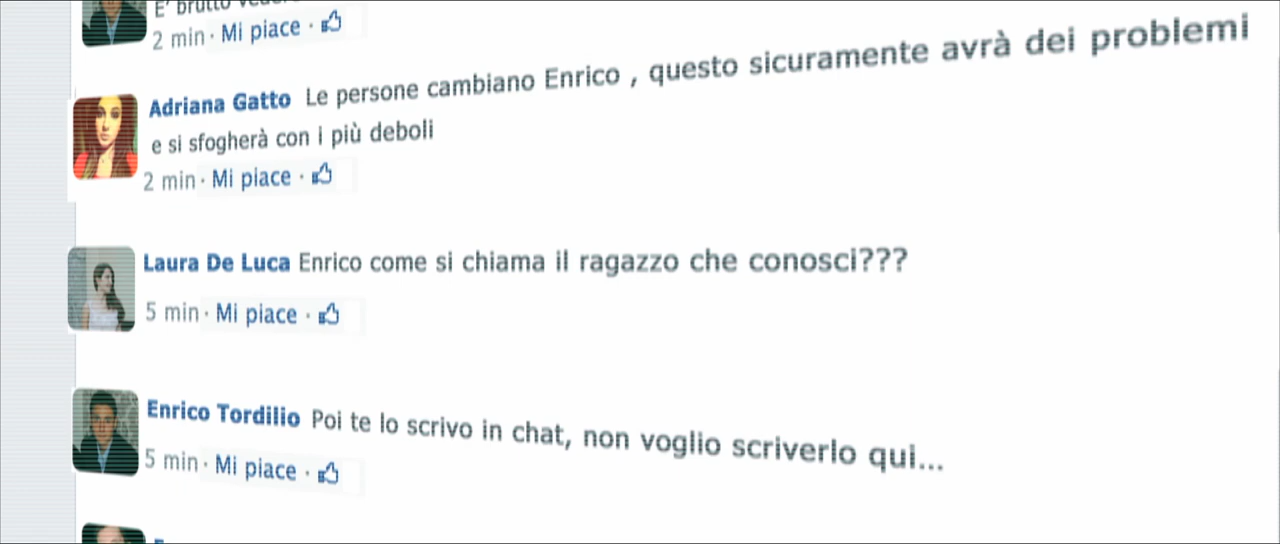 E' brutto
2 min · Mi piace ·
Adriana Gatto Le persone cambiano Enrico , questo sicuramente avrà dei problemi
e si sfogherà con i più deboli
2 min · Mi piace ·
Laura De Luca Enrico come si chiama il ragazzo che conosci???
5 min · Mi piace ·
Enrico Tordilio Poi te lo scrivo in chat, non voglio scriverlo qui...
5 min · Mi piace ·